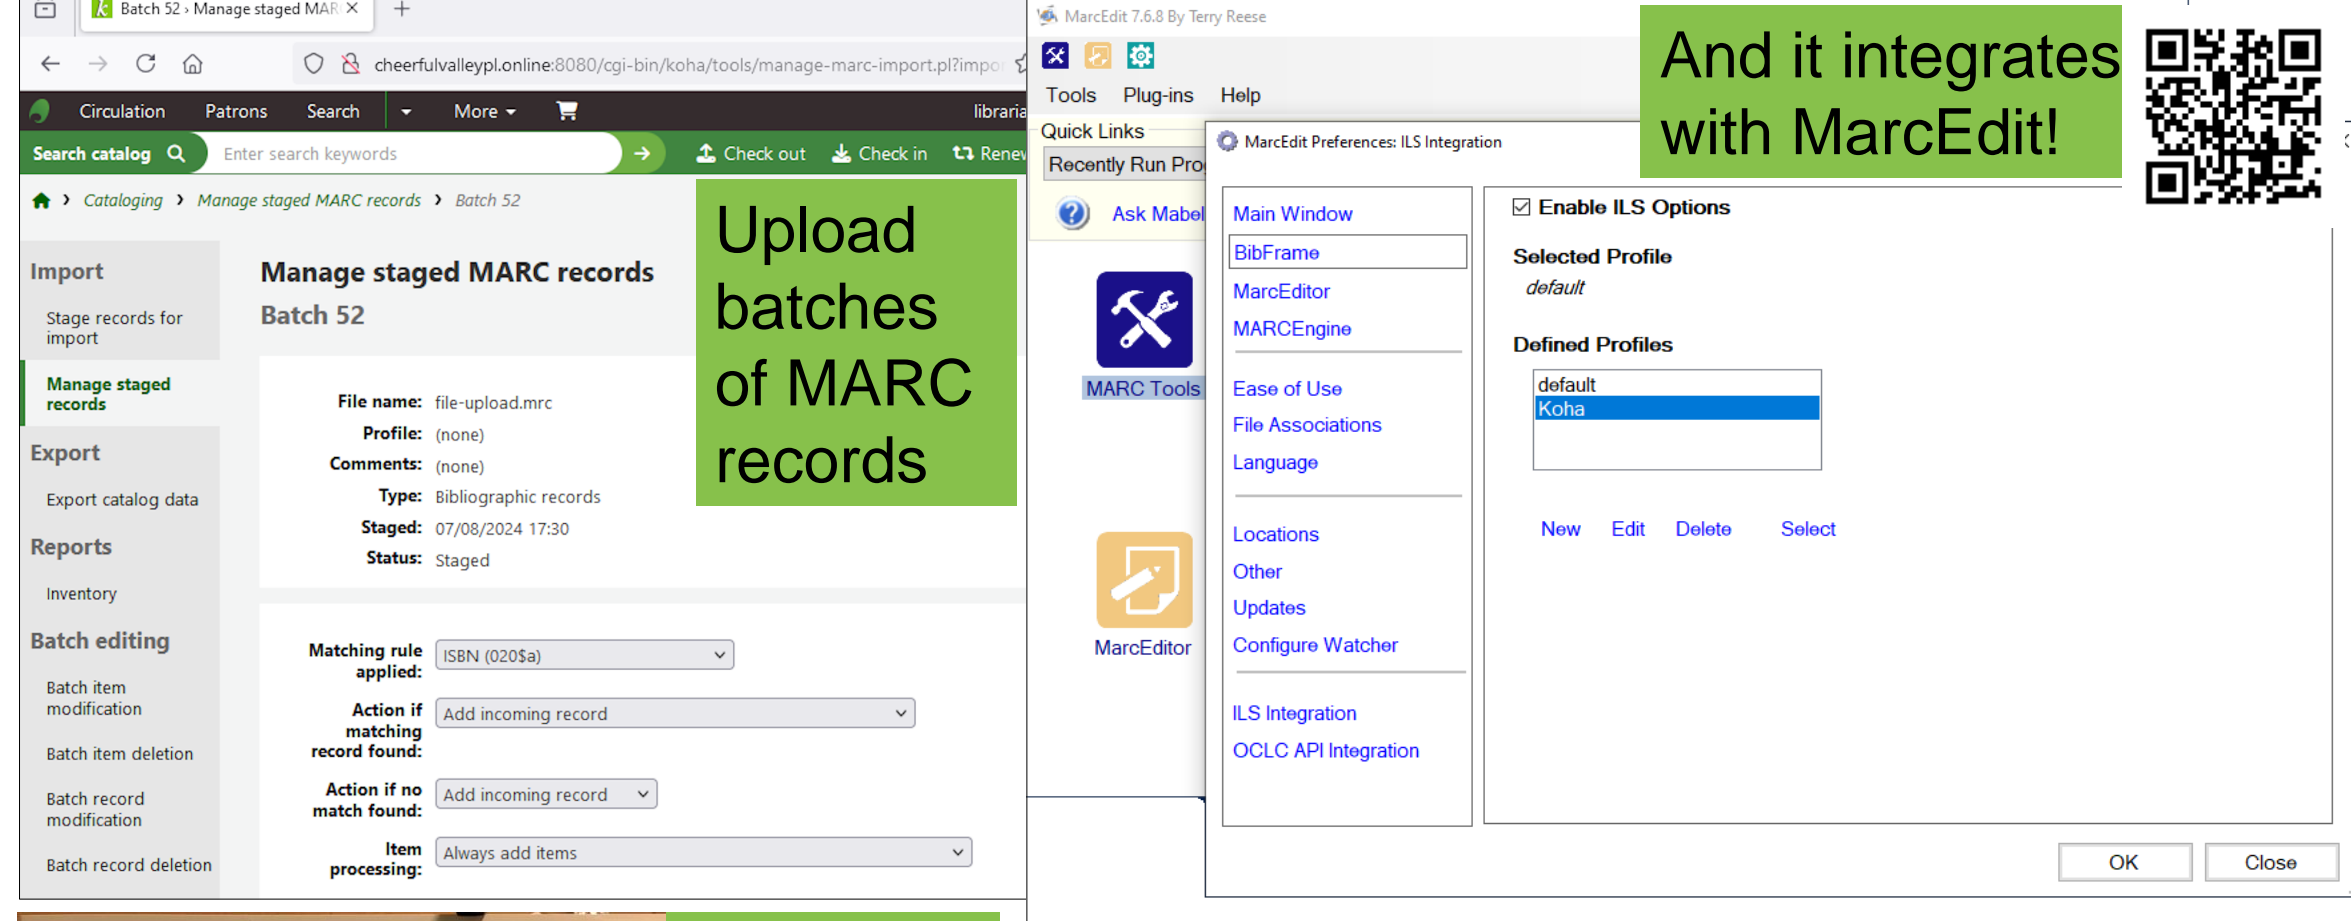 Batch 52 › Manage staged MAR
cheerfulvalleypl.online:8080/cgi-bin/koha/tools/manage-marc-import.pl?impor
Circulation Patrons Search More
Search catalog Enter search keywords Check out Check in
Cataloging Manage staged MARC records Batch 52
Import
Stage records for
import
Manage staged
records
Export
Export catalog data
Reports
Inventory
Batch editing
Batch item
modification
Batch item deletion
Batch record
modification
Batch record deletion
Manage staged MARC records
Batch 52
File name: file-upload.mrc
Profile: (none)
Comments: (none)
Type: Bibliographic records
Staged: 07/08/2024 17:30
Status: Staged
Matching rule
applied: ISBN (020$a)
Action if
matching
record found: Add incoming record
Action if no
match found: Add incoming record
Item
processing: Always add items
Upload
batches
of MARC
records
MarcEdit 7.6.8 By Terry Reese
Tools Plug-ins Help
Quick Links
Recently Run Pro
Ask Mabel
MARC Tools
MarcEditor
And it integrates
with MarcEdit!
MarcEdit Preferences: ILS Integration
Main Window
BibFrame
MarcEditor
MARCEngine
Ease of Use
File Associations
Language
Locations
Other
Updates
Configure Watcher
ILS Integration
OCLC API Integration
Enable ILS Options
Selected Profile
default
Defined Profiles
default
Koha
New Edit Delete Select
OK Close